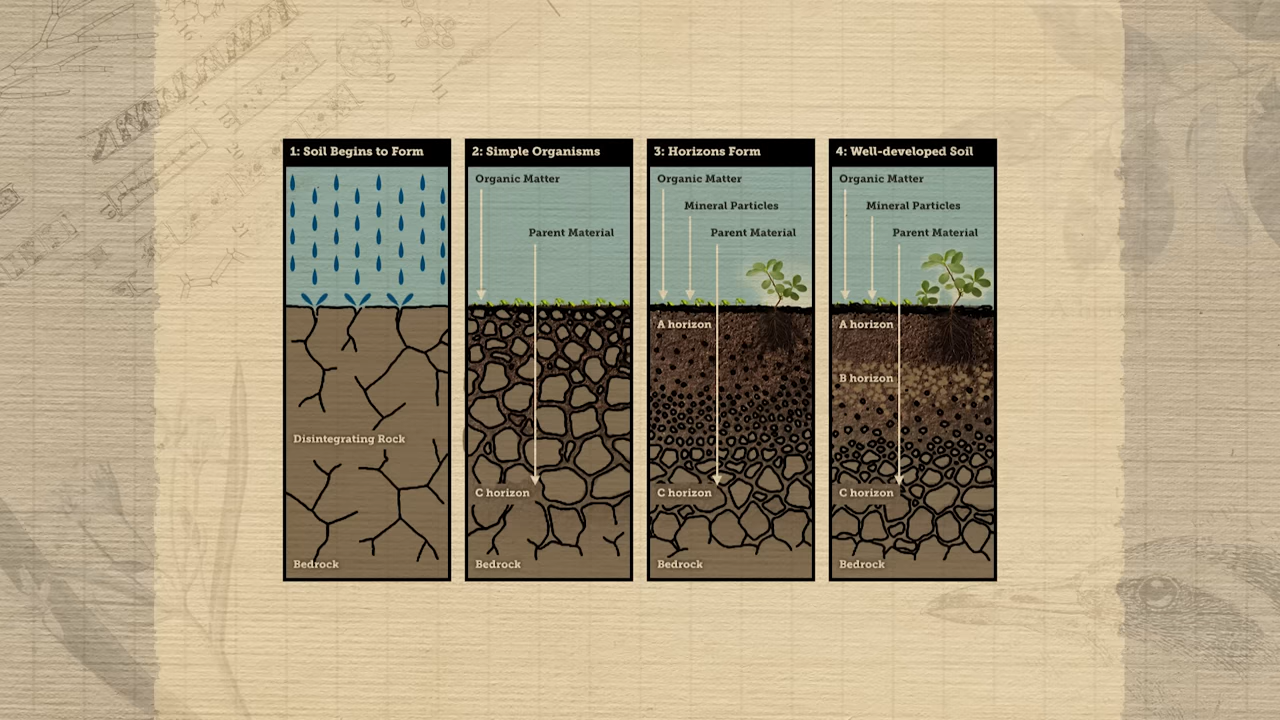 1: Soil Begins to Form
Disintegrating Rock
Bedrock
2: Simple Organisms
Organic Matter
Parent Material
C horizon
Bedrock
3: Horizons Form
Organic Matter
Mineral Particles
Parent Material
A horizon
C horizon
Bedrock
4: Well-developed Soil
Organic Matter
Mineral Particles
Parent Material
A horizon
B horizon
C horizon
Bedrock